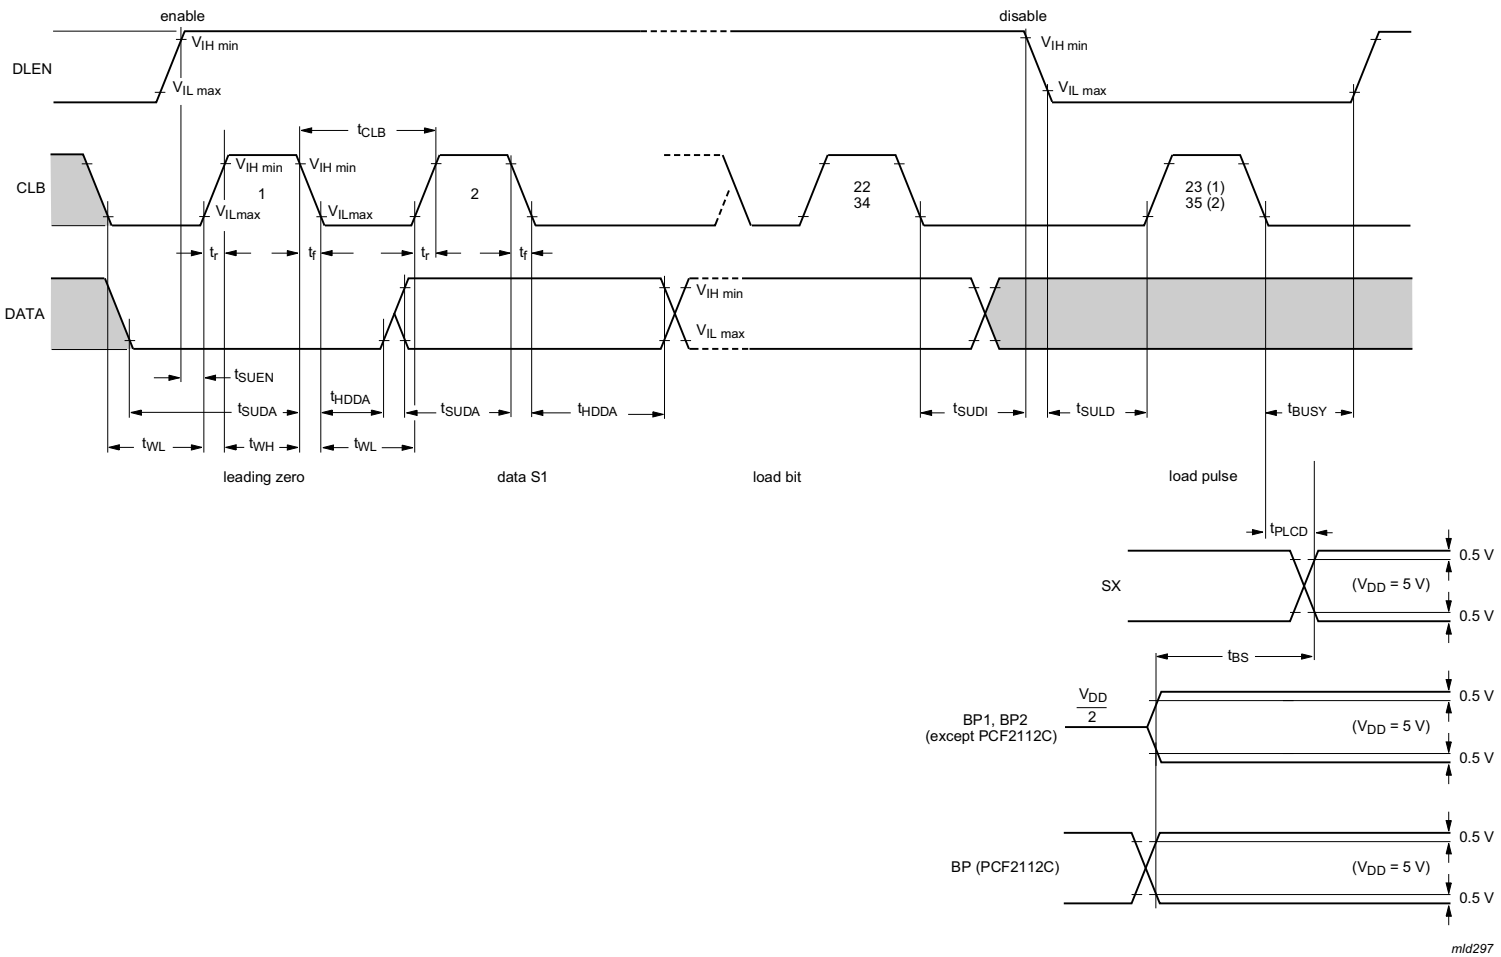 enable
disable
DLEN
VIH min
VIL max
VIH min
VIL max
tCLB
CLB
VIH min
VIH min
1
2
22
34
23 (1)
35 (2)
VILmax
VILmax
tr
tf
tr
tf
DATA
VIH min
VIL max
tSUEN
tHDDA
tSUDA
tSUDA
tHDDA
tSUDI
tSULD
tBUSY
tWL
tWH
tWL
leading zero
data S1
load bit
load pulse
tPLCD
0.5 V
SX
(VDD = 5 V)
0.5 V
tBS
VDD
2
0.5 V
BP1, BP2
(except PCF2112C)
(VDD = 5 V)
0.5 V
0.5 V
BP (PCF2112C)
(VDD = 5 V)
0.5 V
mld297